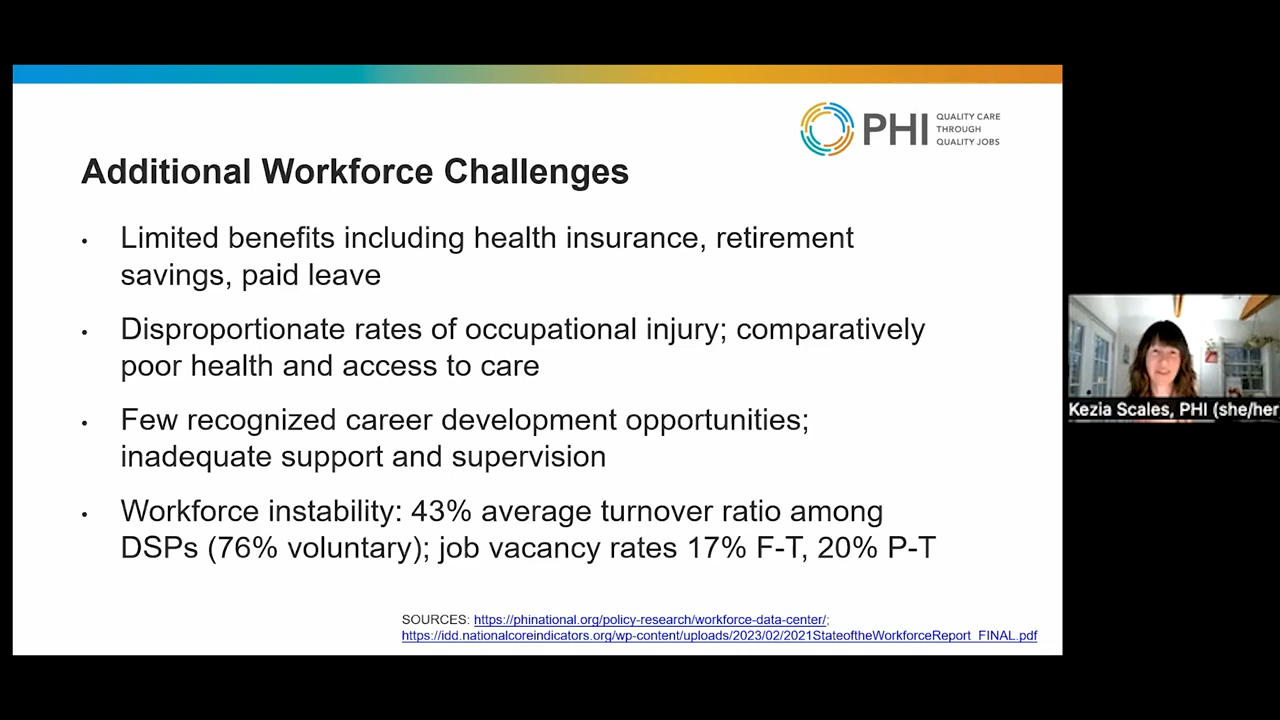 PHI
QUALITY CARE
THROUGH
QUALITY JOBS
Additional Workforce Challenges
• Limited benefits including health insurance, retirement
savings, paid leave
• Disproportionate rates of occupational injury; comparatively
poor health and access to care
• Few recognized career development opportunities;
inadequate support and supervision
• Workforce instability: 43% average turnover ratio among
DSPs (76% voluntary); job vacancy rates 17% F-T, 20% P-T
Kezia Scales, PHI (she/her
SOURCES: https://phinational.org/policy-research/workforce-data-center/;
https://idd.nationalcoreindicators.org/wp-content/uploads/2023/02/2021StateoftheWorkforceReport_FINAL.pdf